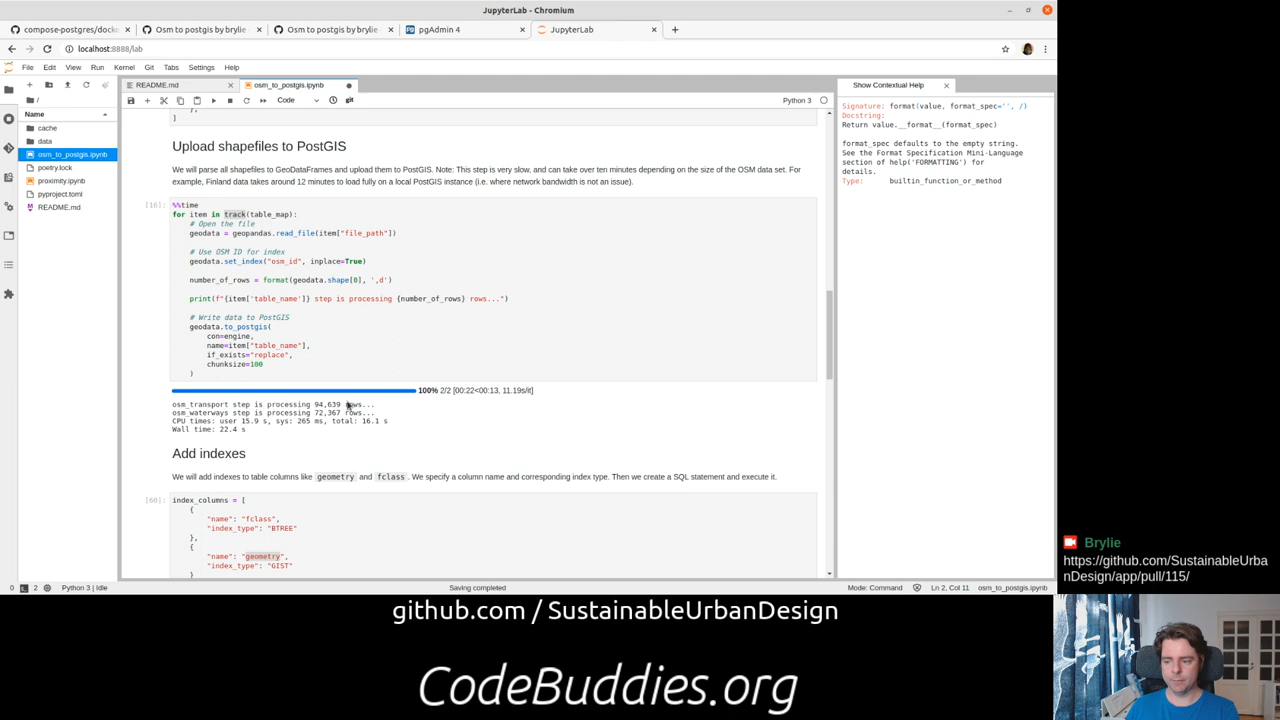 JupyterLab - Chromium
compose-postgres/docke
Osm to postgis by brylie
Osm to postgis by brylie
pgAdmin 4
JupyterLab
localhost:8888/lab
File Edit View Run Kernel Git Tabs Settings Help
README.md
osm_to_postgis.ipynb
Show Contextual Help
Code
Python 3
/
Name
cache
data
osm_to_postgis.ipynb
poetry.lock
proximity.ipynb
pyproject.toml
README.md
]
Upload shapefiles to PostGIS
We will parse all shapefiles to GeoDataFrames and upload them to PostGIS. Note: This step is very slow, and can take over ten minutes depending on the size of the OSM data set. For
example, Finland data takes around 12 minutes to load fully on a local PostGIS instance (i.e. where network bandwidth is not an issue).
[16]: %%time
for item in track(table_map):
# Open the file
geodata = geopandas.read_file(item["file_path"])
# Use OSM ID for index
geodata.set_index("osm_id", inplace=True)
number_of_rows = format(geodata.shape[0], ',d')
print(f"{item['table_name']} step is processing {number_of_rows} rows...")
# Write data to PostGIS
geodata.to_postgis(
con=engine,
name=item["table_name"],
if_exists="replace",
chunksize=100
)
100% 2/2 [00:22<00:13, 11.19s/it]
osm_transport step is processing 94,639 rows...
osm_waterways step is processing 72,367 rows...
CPU times: user 15.9 s, sys: 265 ms, total: 16.1 s
Wall time: 22.4 s
Add indexes
We will add indexes to table columns like geometry and fclass. We specify a column name and corresponding index type. Then we create a SQL statement and execute it.
[60]: index_columns = [
{
"name": "fclass",
"index_type": "BTREE"
},
{
"name": "geometry",
"index_type": "GIST"
}
Signature: format(value, format_spec='', /)
Docstring:
Return value.__format__(format_spec)
format_spec defaults to the empty string.
See the Format Specification Mini-Language
section of help('FORMATTING') for
details.
Type: builtin_function_or_method
0 2 Python 3 | Idle
Saving completed
Mode: Command Ln 2, Col 11 osm_to_postgis.ipynb
Brylie
https://github.com/SustainableUrba
nDesign/app/pull/115/
github.com / SustainableUrbanDesign
CodeBuddies.org